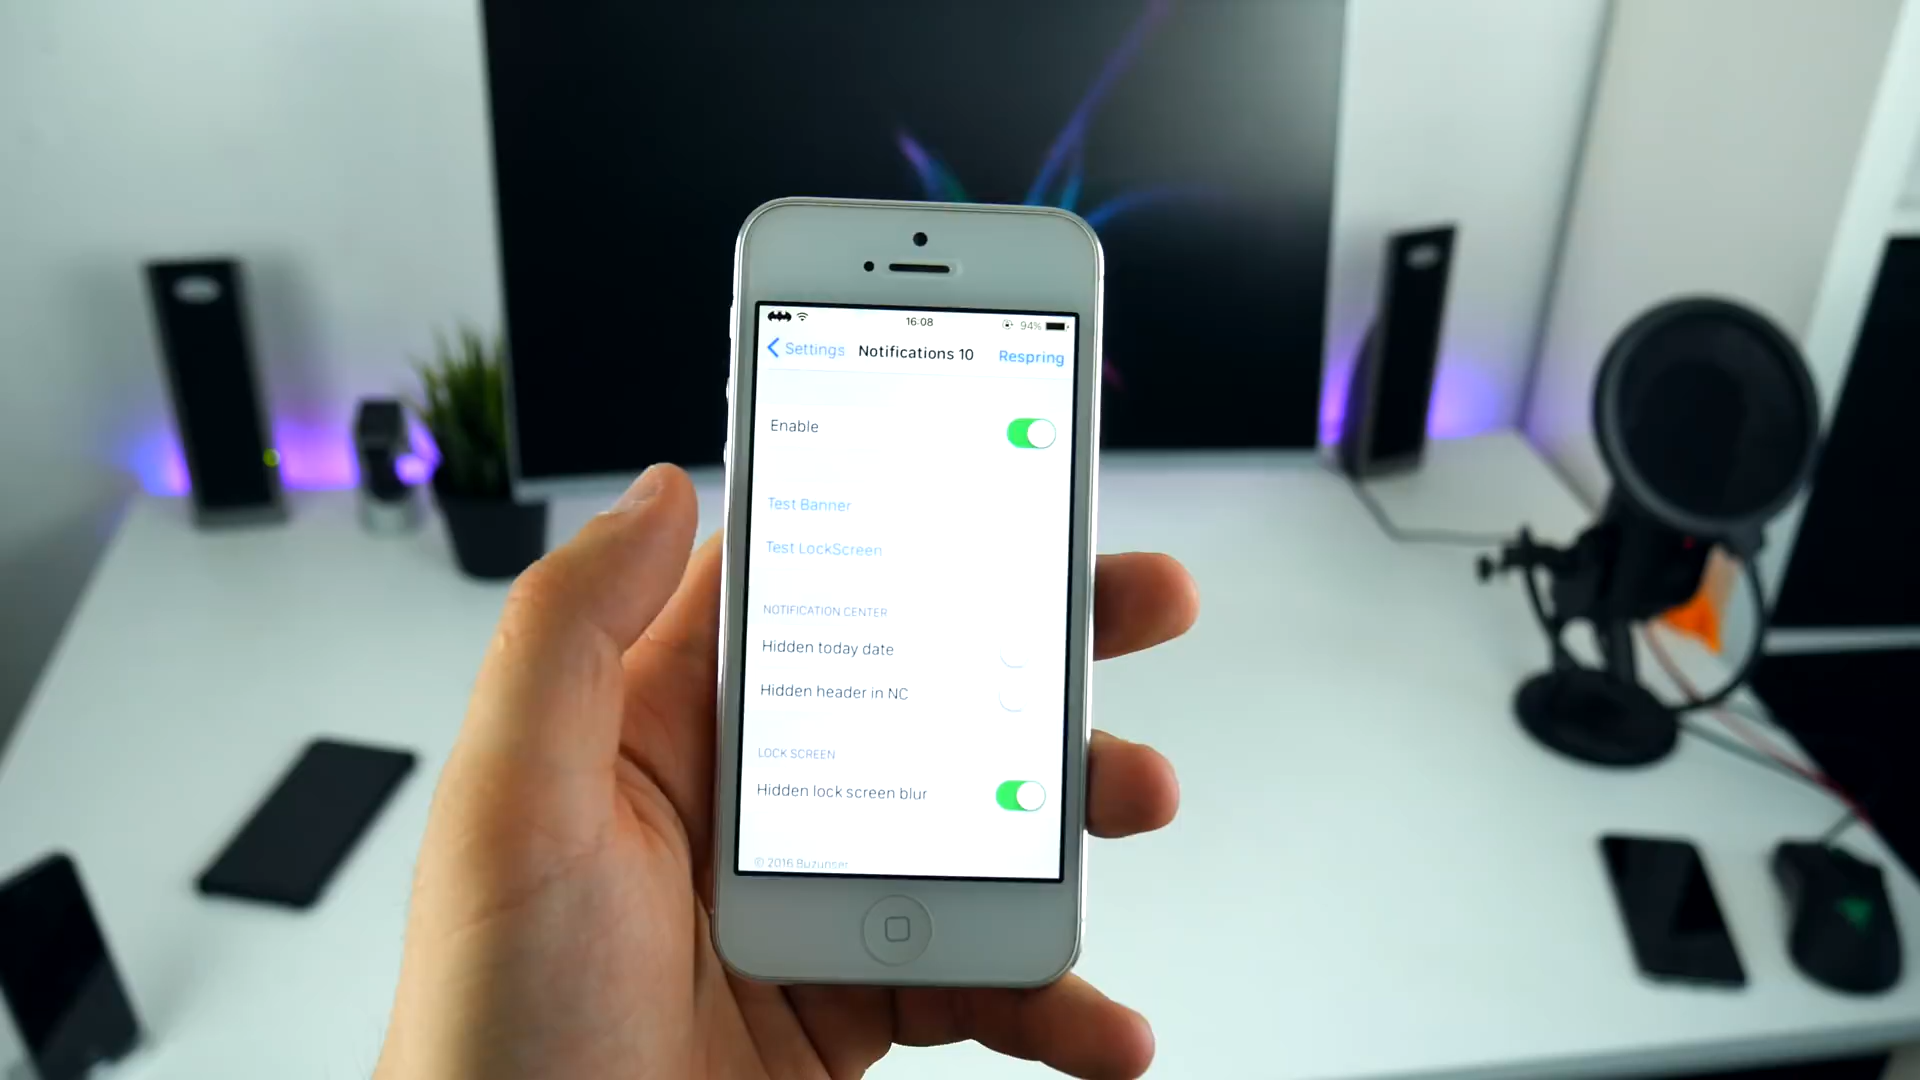 16:08
94%
Settings
Notifications 10
Respring
Enable
Test Banner
Test LockScreen
NOTIFICATION CENTER
Hidden today date
Hidden header in NC
LOCK SCREEN
Hidden lock screen blur
© 2016 Buzunser